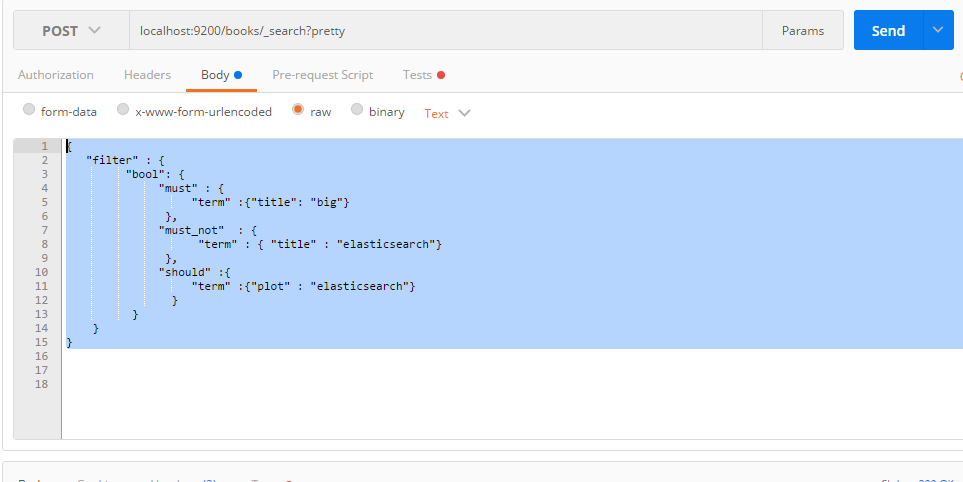 POST localhost:9200/books/_search?pretty Params Send
Authorization Headers Body Pre-request Script Tests
form-data x-www-form-urlencoded raw binary Text
1 {
2 "filter" : {
3 "bool": {
4 "must" : {
5 "term" :{"title": "big"}
6 },
7 "must_not" : {
8 "term" : { "title" : "elasticsearch"}
9 },
10 "should" :{
11 "term" :{"plot" : "elasticsearch"}
12 }
13 }
14 }
15 }
16
17
18